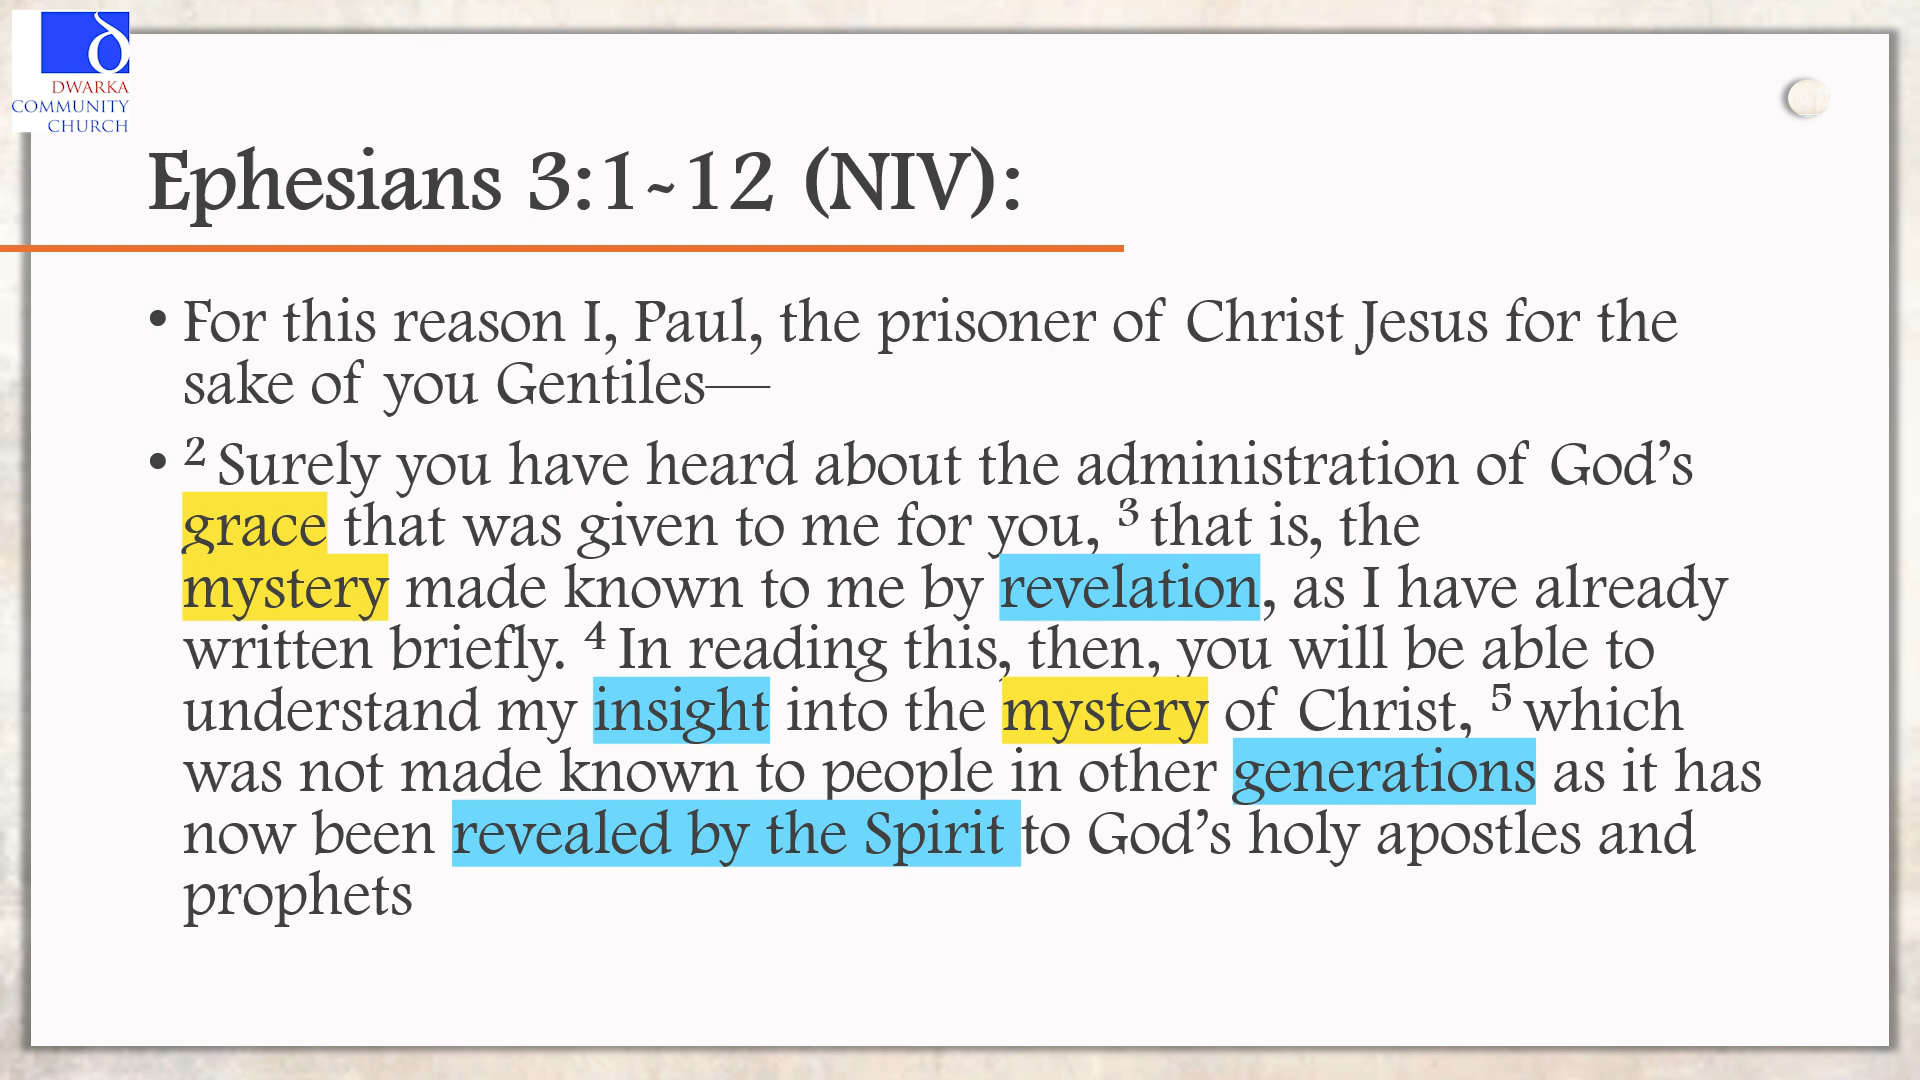 DWARKA
COMMUNITY
CHURCH
Ephesians 3:1~12 (NIV):
• For this reason I, Paul, the prisoner of Christ Jesus for the
sake of you Gentiles—
• ² Surely you have heard about the administration of God’s
grace that was given to me for you, ³ that is, the
mystery made known to me by revelation, as I have already
written briefly. ⁴ In reading this, then, you will be able to
understand my insight into the mystery of Christ, ⁵ which
was not made known to people in other generations as it has
now been revealed by the Spirit to God’s holy apostles and
prophets